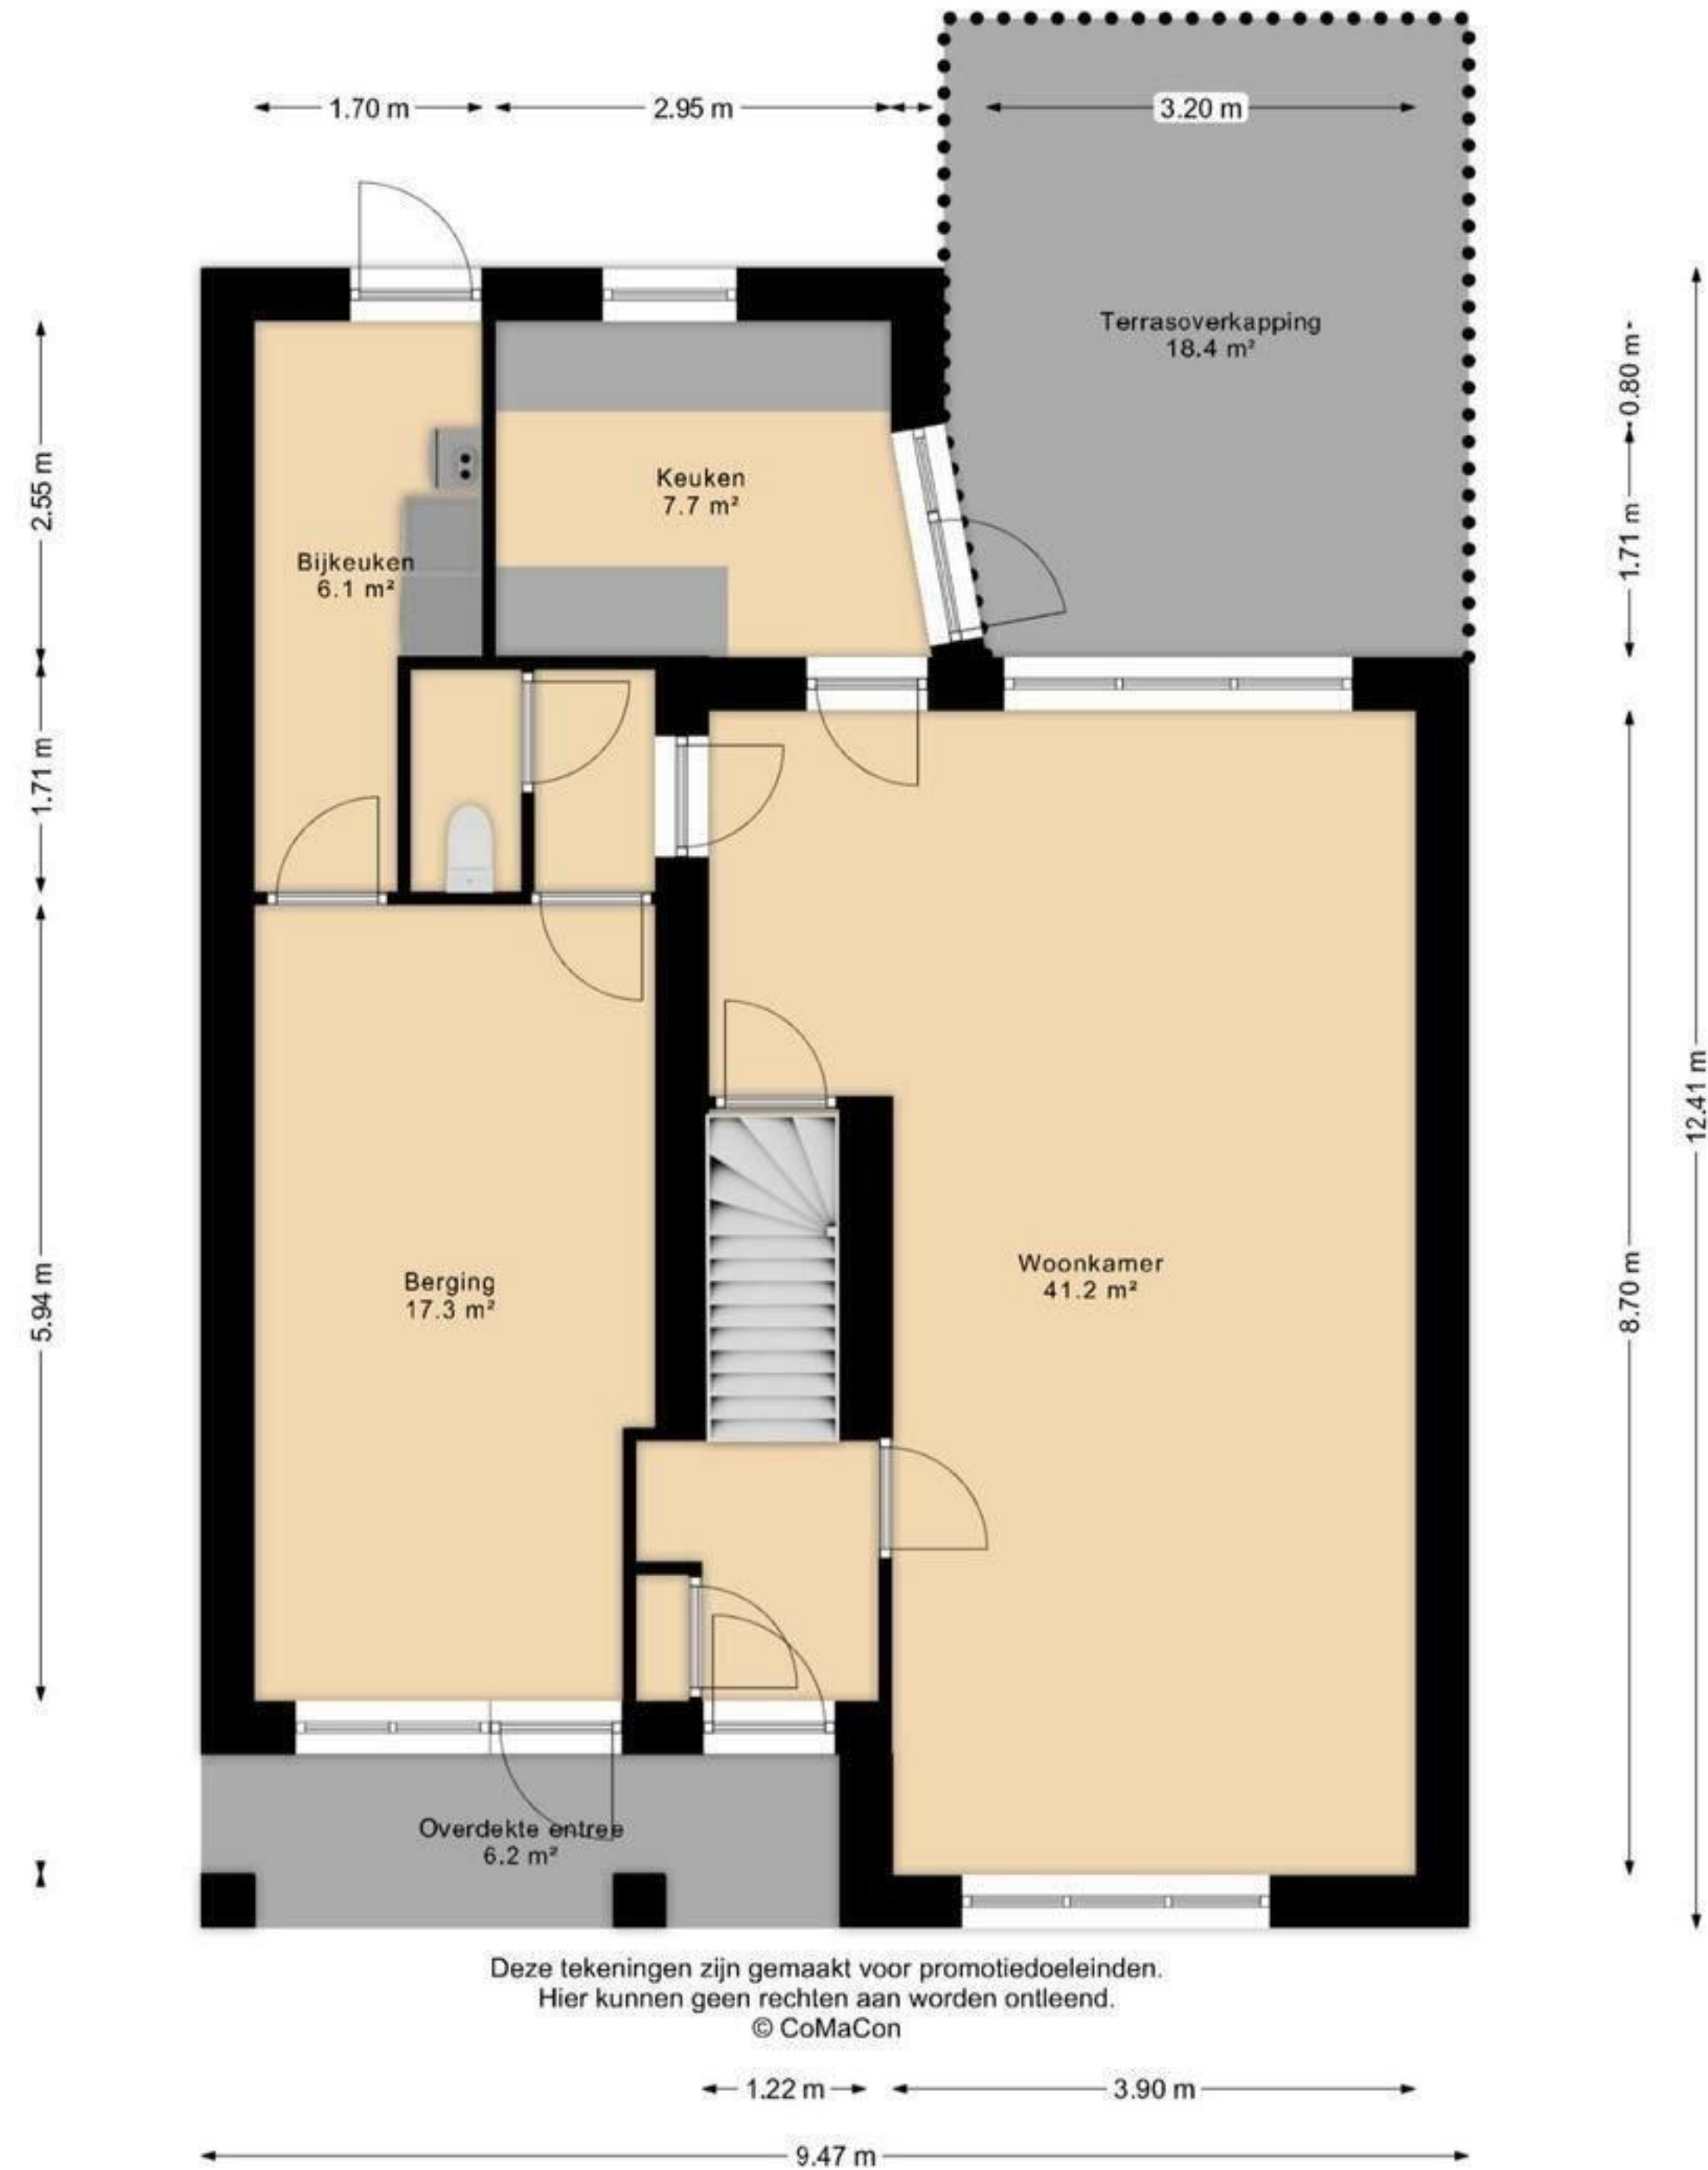 1.70 m
2.95 m
3.20 m
Terrasoverkapping
18.4 m²
0.80 m
Keuken
7.7 m²
2.55 m
1.71 m
Bijkeuken
6.1 m²
1.71 m
12.41 m
Berging
17.3 m²
Woonkamer
41.2 m²
5.94 m
8.70 m
Overdekte entree
6.2 m²
Deze tekeningen zijn gemaakt voor promotiedoeleinden.
Hier kunnen geen rechten aan worden ontleend.
© CoMaCon
1.22 m
3.90 m
9.47 m